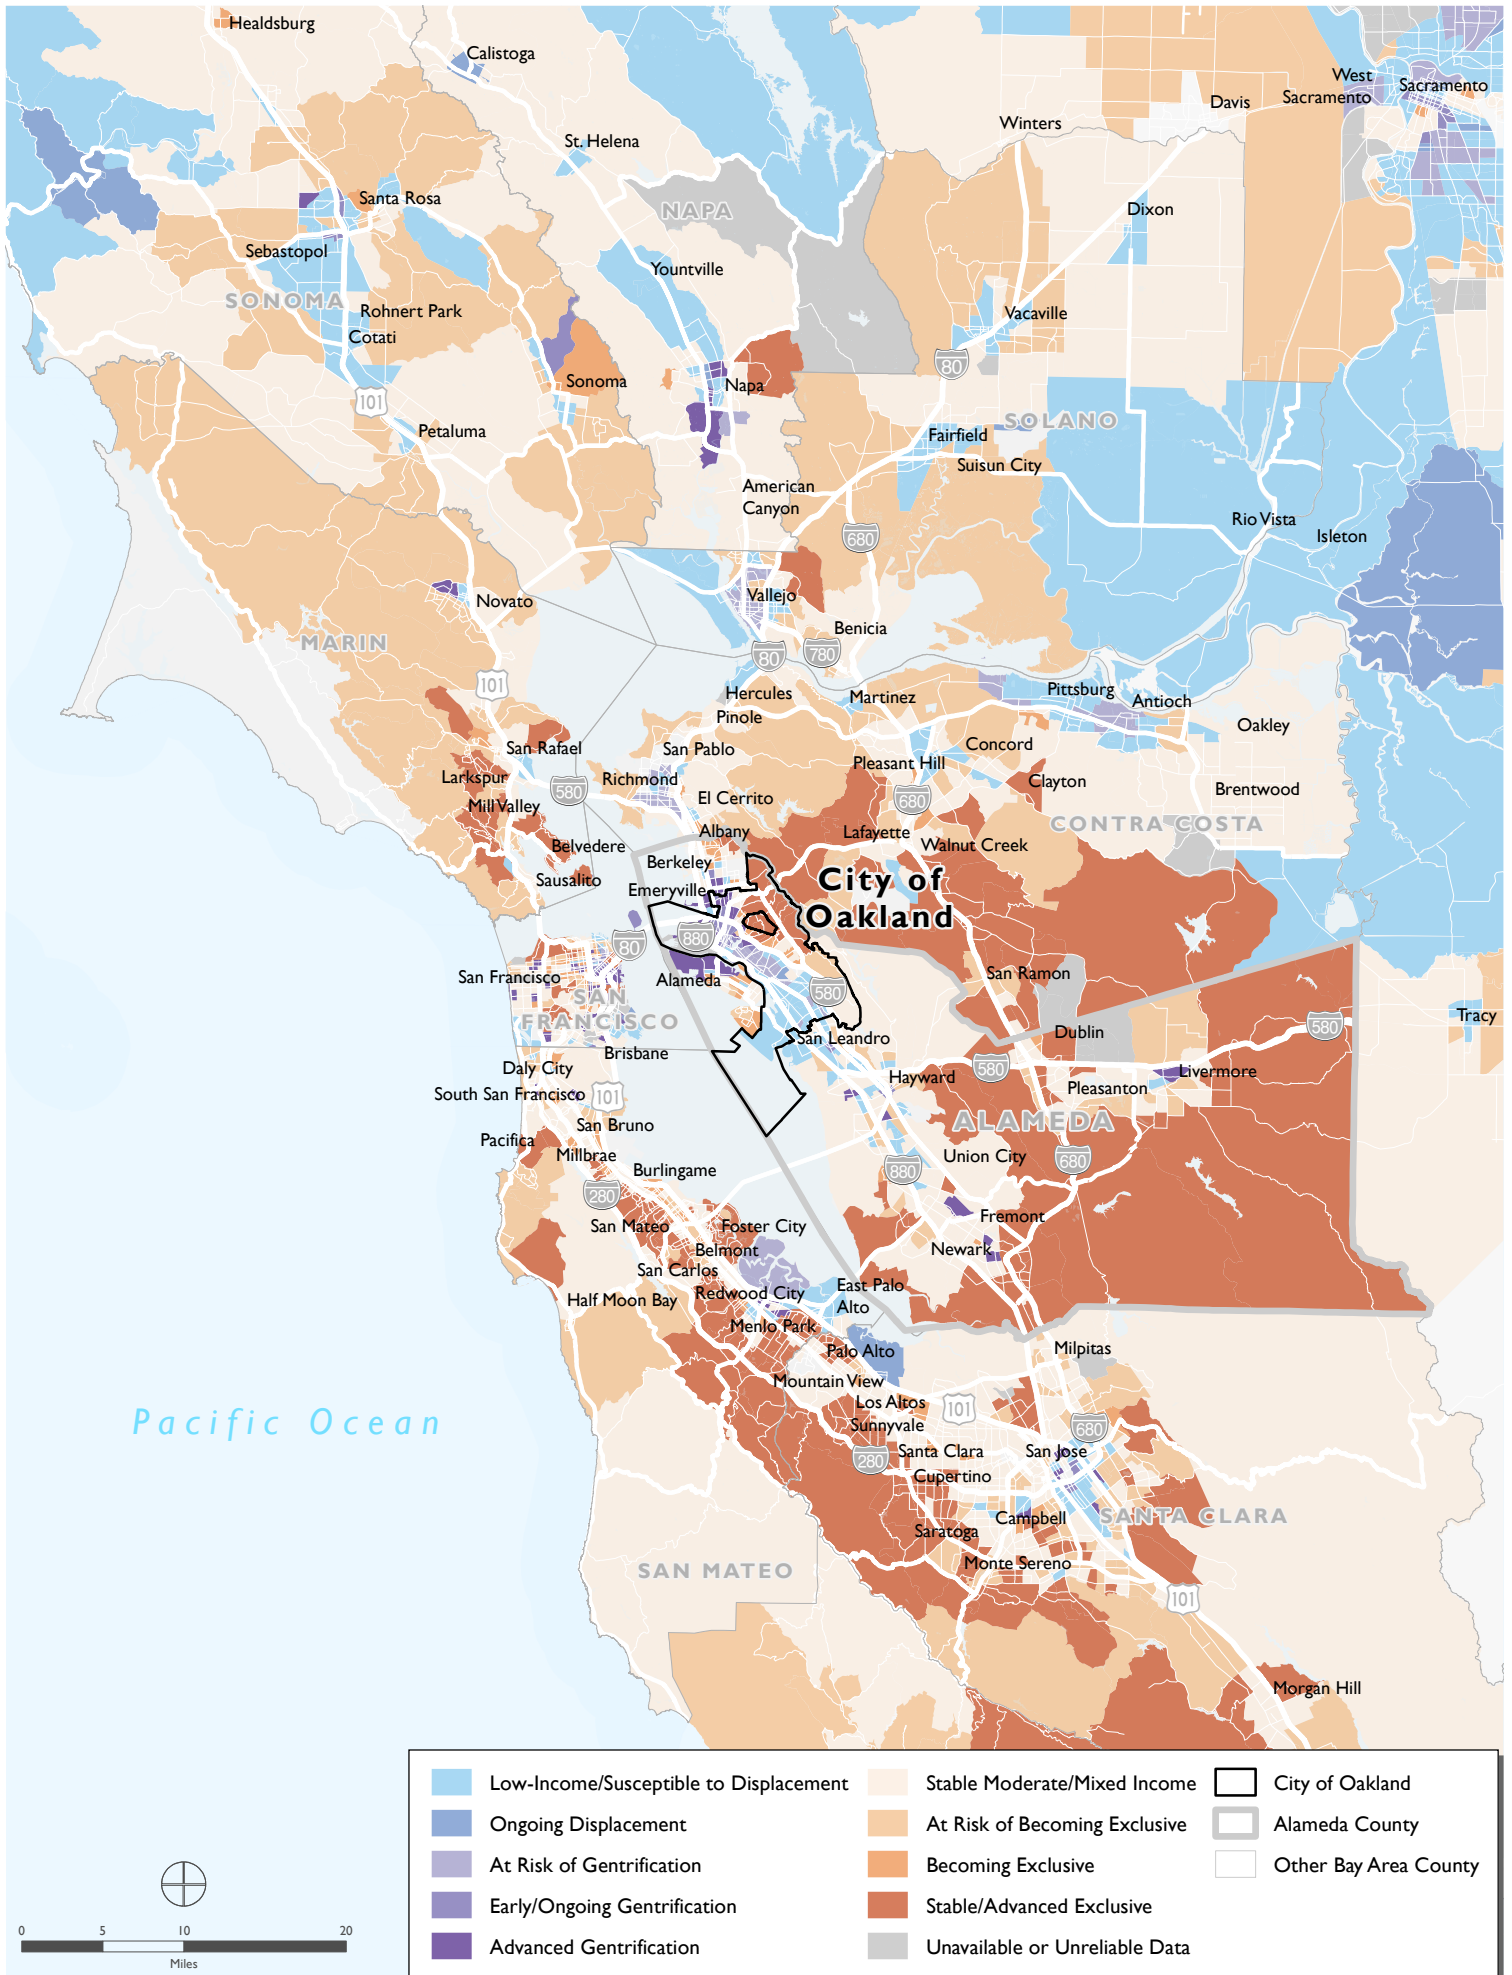 Healdsburg
Calistoga
West
Sacramento
Sacramento
Davis
Winters
St. Helena
Santa Rosa
NAPA
Dixon
Sebastopol
Yountville
SONOMA
Rohnert Park
Vacaville
Cotati
80
Sonoma
Napa
101
SOLANO
Petaluma
Fairfield
Suisun City
American
Canyon
Rio Vista
680
Isleton
Vallejo
Novato
Benicia
MARIN
80
780
101
Hercules
Martinez
Pittsburg
Antioch
Pinole
Oakley
San Rafael
San Pablo
Concord
Pleasant Hill
Larkspur
Richmond
Clayton
580
680
Brentwood
Mill Valley
El Cerrito
Albany
Lafayette
CONTRA COSTA
Belvedere
Walnut Creek
Berkeley
Sausalito
Emeryville
City of
Oakland
80
880
San Francisco
Alameda
San Ramon
SAN
FRANCISCO
580
Tracy
580
Dublin
San Leandro
Brisbane
Daly City
580
Livermore
Hayward
Pleasanton
South San Francisco
101
ALAMEDA
San Bruno
Pacifica
Millbrae
Union City
680
Burlingame
880
280
San Mateo
Foster City
Fremont
Belmont
Newark
San Carlos
East Palo
Alto
Redwood City
Half Moon Bay
Menlo Park
Palo Alto
Milpitas
Mountain View
Los Altos
101
Pacific Ocean
Sunnyvale
680
Santa Clara
San Jose
280
Cupertino
Campbell
SANTA CLARA
Saratoga
Monte Sereno
SAN MATEO
101
Morgan Hill
Low-Income/Susceptible to Displacement
Ongoing Displacement
At Risk of Gentrification
Early/Ongoing Gentrification
Advanced Gentrification
Stable Moderate/Mixed Income
At Risk of Becoming Exclusive
Becoming Exclusive
Stable/Advanced Exclusive
Unavailable or Unreliable Data
City of Oakland
Alameda County
Other Bay Area County
0 5 10 20
Miles